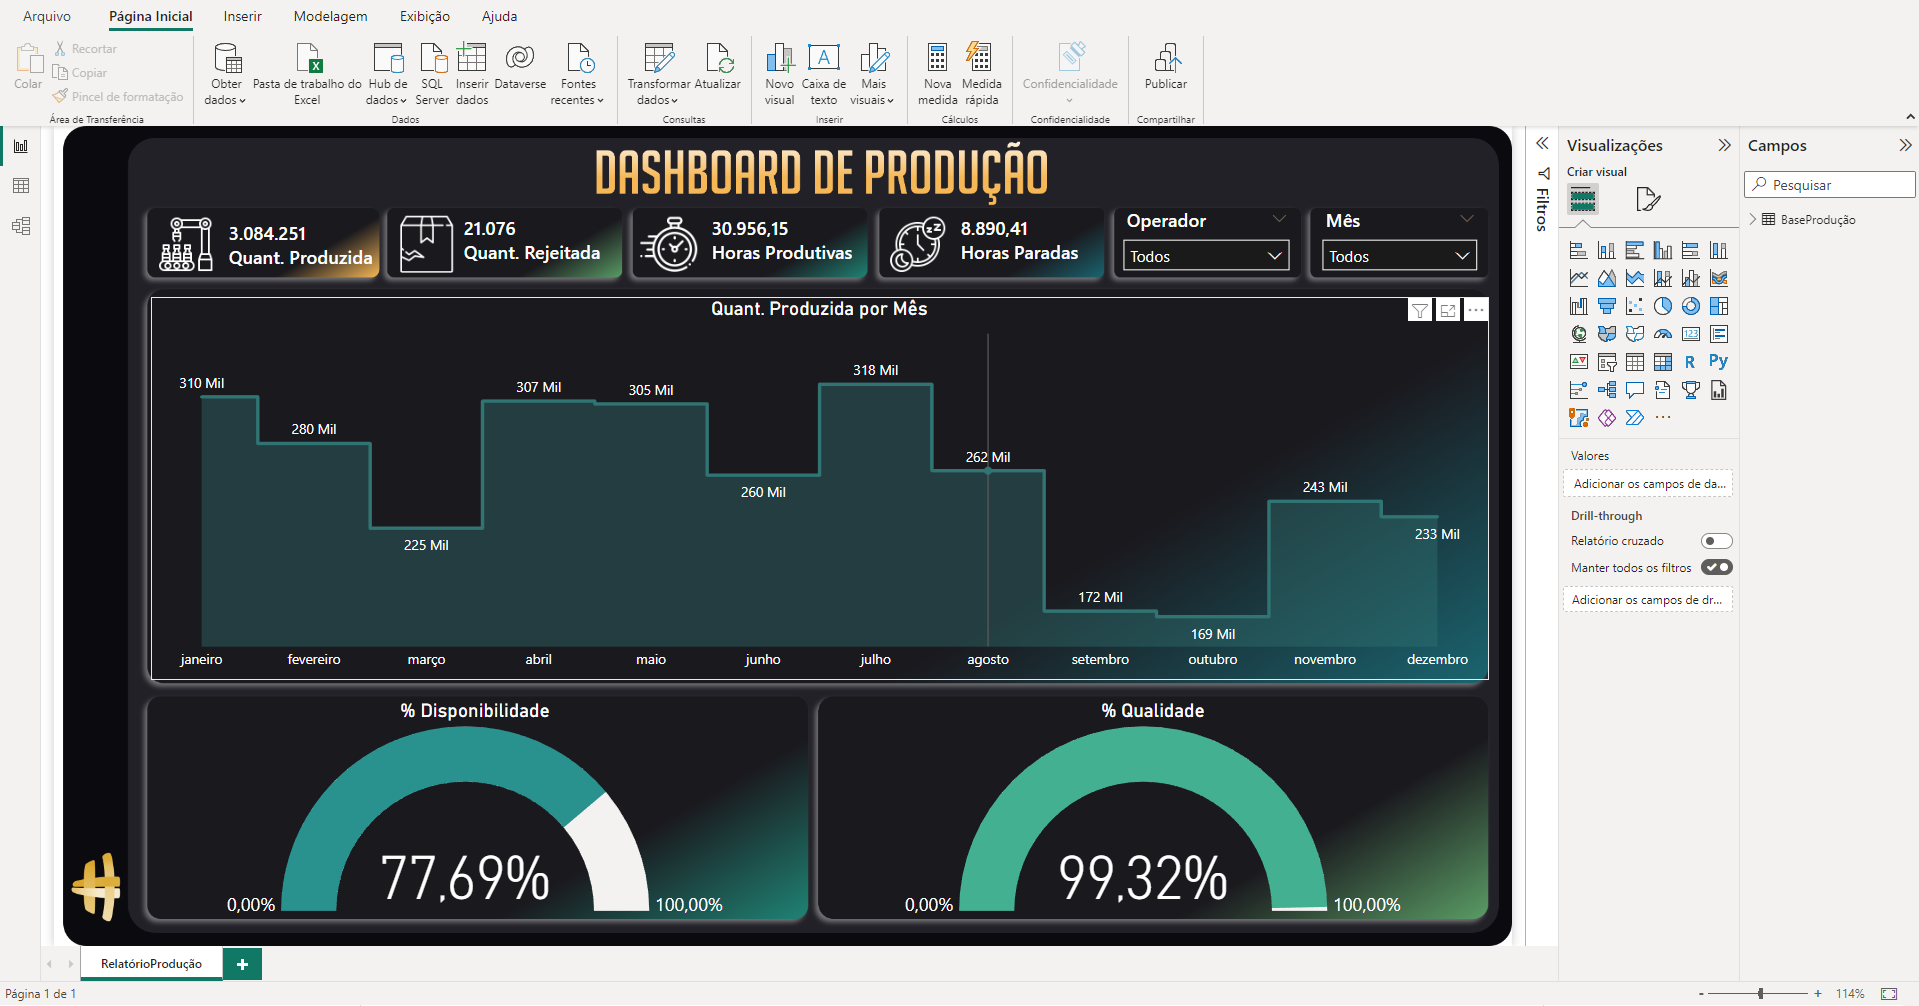 Arquivo
Página Inicial
Inserir
Modelagem
Exibição
Ajuda
Colar
Recortar
Copiar
Pincel de formatação
Área de Transferência
Obter
dados
Pasta de trabalho do
Excel
Hub de
dados
SQL
Server
Inserir
dados
Dataverse
Fontes
recentes
Dados
Transformar
dados
Atualizar
Consultas
Novo
visual
Caixa de
texto
Mais
visuais
Inserir
Nova
medida
Medida
rápida
Cálculos
Confidencialidade
Confidencialidade
Publicar
Compartilhar
DASHBOARD DE PRODUÇÃO
3.084.251
Quant. Produzida
21.076
Quant. Rejeitada
30.956,15
Horas Produtivas
8.890,41
Horas Paradas
Operador
Todos
Mês
Todos
Quant. Produzida por Mês
310 Mil
280 Mil
225 Mil
307 Mil
305 Mil
260 Mil
318 Mil
262 Mil
172 Mil
169 Mil
243 Mil
233 Mil
janeiro
fevereiro
março
abril
maio
junho
julho
agosto
setembro
outubro
novembro
dezembro
% Disponibilidade
77,69%
0,00%
100,00%
% Qualidade
99,32%
0,00%
100,00%
Filtros
Visualizações
Criar visual
123
R
Py
Valores
Adicionar os campos de da...
Drill-through
Relatório cruzado
Manter todos os filtros
Adicionar os campos de dr...
Campos
Pesquisar
BaseProdução
RelatórioProdução
Página 1 de 1
- + 114%